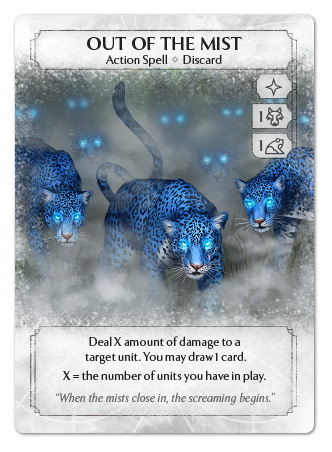 OUT OF THE MIST
Action Spell ◇ Discard
1
1
Deal X amount of damage to a
target unit. You may draw 1 card.
X = the number of units you have in play.
"When the mists close in, the screaming begins."